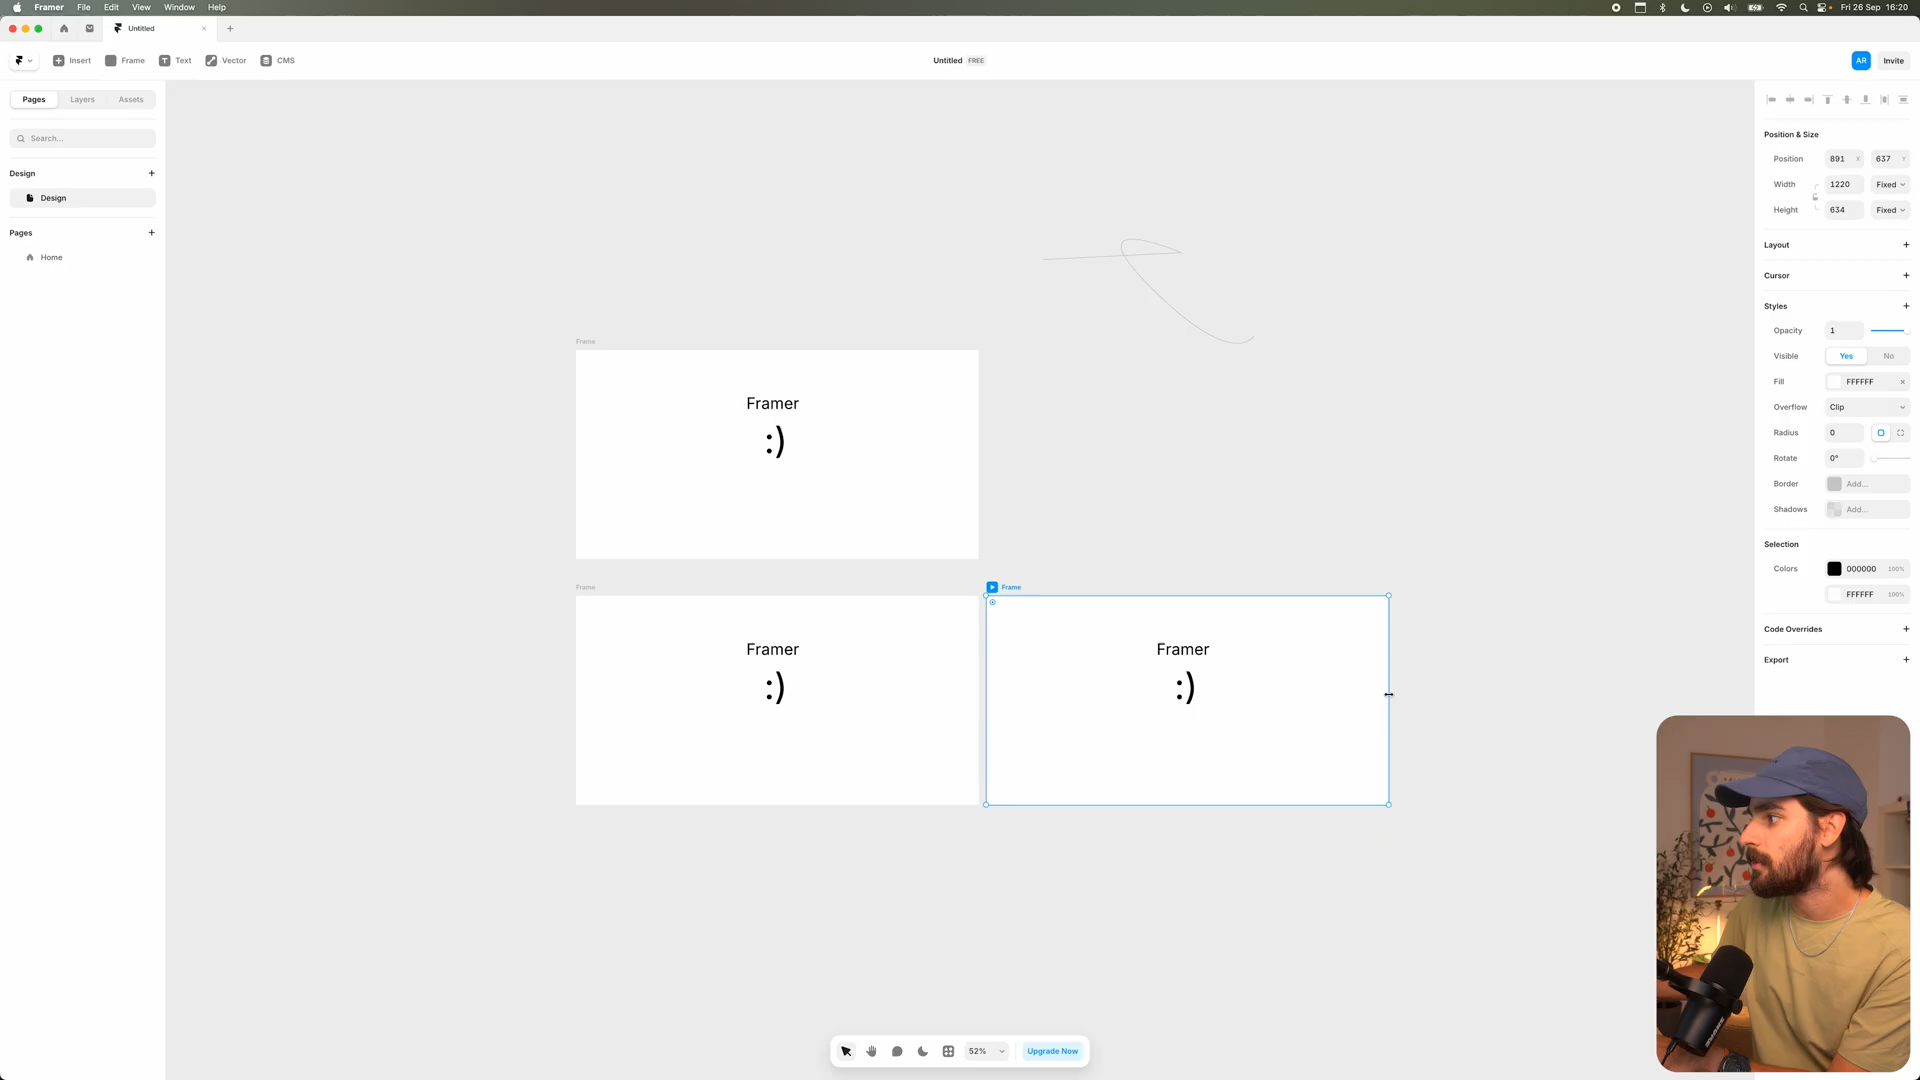 Framer File Edit View Window Help
Fri 26 Sep 16:20
Untitled
Insert Frame Text Vector CMS
Untitled FREE
AR Invite
Pages Layers Assets
Search...
Design
Design
Pages
Home
Frame
Framer
:)
Frame
Framer
:)
Frame
Framer
:)
Position & Size
Position 891 X 637 Y
Width 1220 Fixed
Height 634 Fixed
Layout
Cursor
Styles
Opacity 1
Visible Yes No
Fill FFFFFF
Overflow Clip
Radius 0
Rotate 0°
Border Add...
Shadows Add...
Selection
Colors 000000 100%
FFFFFF 100%
Code Overrides
Export
52%
Upgrade Now